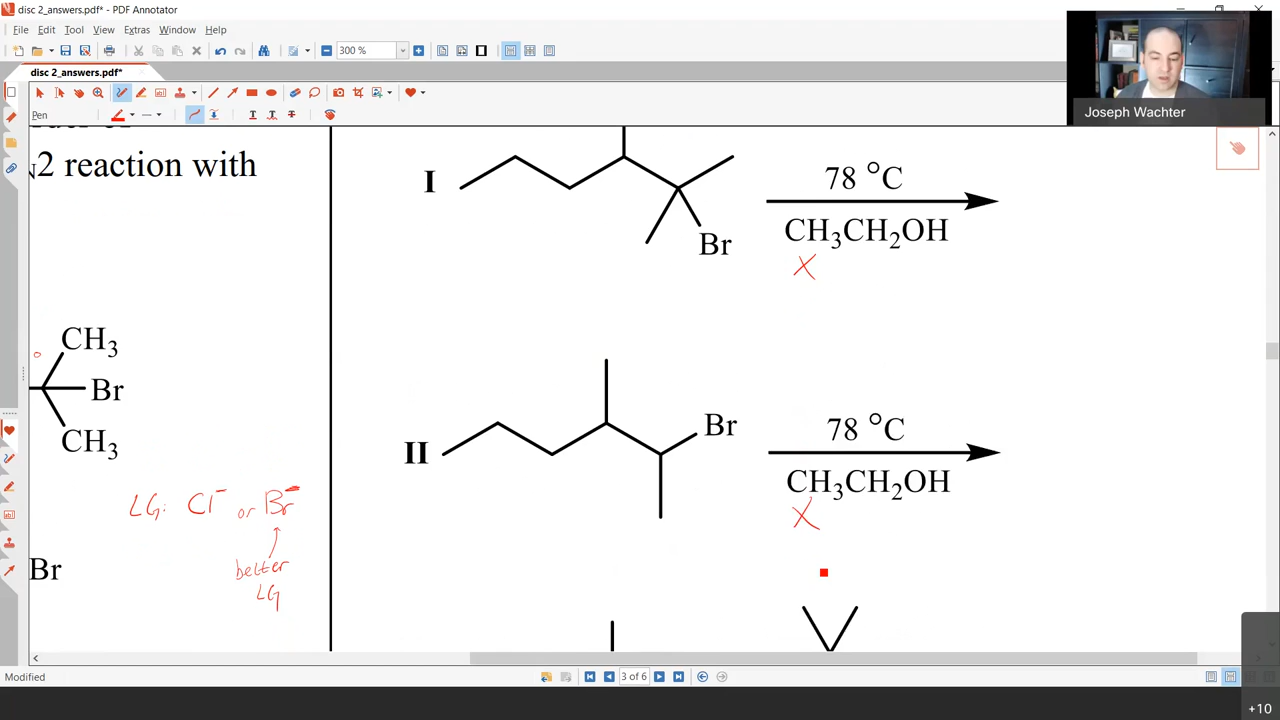 disc 2_answers.pdf* - PDF Annotator
File Edit Tool View Extras Window Help
300 %
disc 2_answers.pdf*
Pen
Joseph Wachter
2 reaction with
I
Br
78 °C
CH3CH2OH
X
CH3
Br
CH3
II
Br
78 °C
CH3CH2OH
X
LG: Cl⁻ or Br⁻
better
LG
Br
3 of 6
Modified
+10